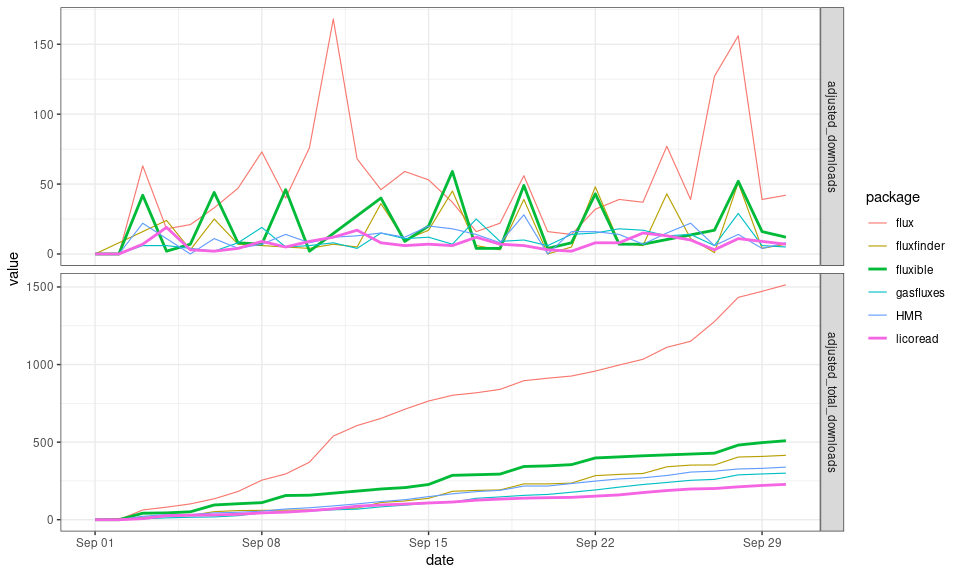 150
100
50
0
adjusted_downloads
1500
1000
500
0
adjusted_total_downloads
value
Sep 01 Sep 08 Sep 15 Sep 22 Sep 29
date
package
flux
fluxfinder
fluxible
gasfluxes
HMR
licoread